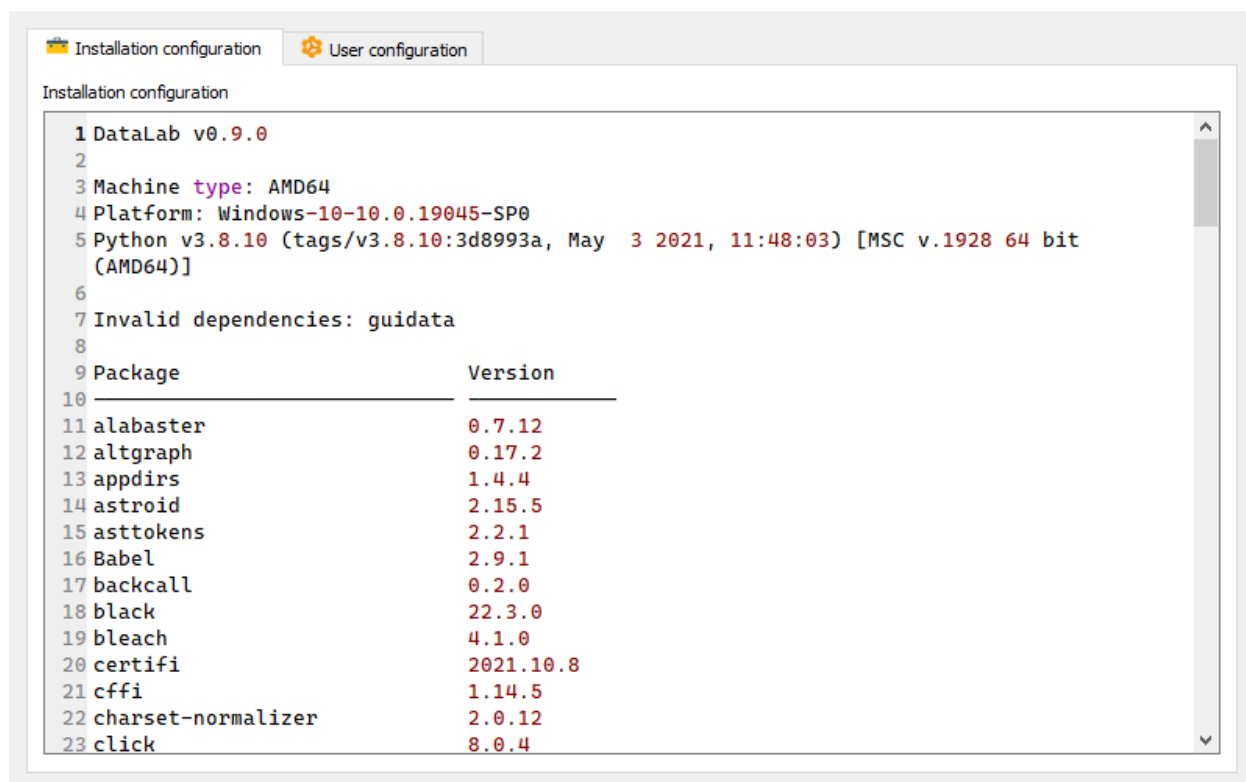 Installation configuration User configuration
Installation configuration
1 DataLab v0.9.0
2
3 Machine type: AMD64
4 Platform: Windows-10-10.0.19045-SP0
5 Python v3.8.10 (tags/v3.8.10:3d8993a, May  3 2021, 11:48:03) [MSC v.1928 64 bit
(AMD64)]
6
7 Invalid dependencies: guidata
8
9 Package Version
10
11 alabaster 0.7.12
12 altgraph 0.17.2
13 appdirs 1.4.4
14 astroid 2.15.5
15 asttokens 2.2.1
16 Babel 2.9.1
17 backcall 0.2.0
18 black 22.3.0
19 bleach 4.1.0
20 certifi 2021.10.8
21 cffi 1.14.5
22 charset-normalizer 2.0.12
23 click 8.0.4